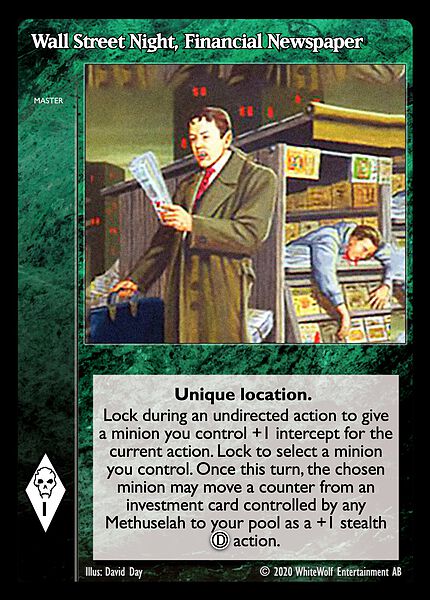 Wall Street Night, Financial Newspaper
MASTER
Unique location.
Lock during an undirected action to give
a minion you control +1 intercept for the
current action. Lock to select a minion
you control. Once this turn, the chosen
minion may move a counter from an
investment card controlled by any
Methuselah to your pool as a +1 stealth
Ⓓ action.
1
Illus: David Day
© 2020 WhiteWolf Entertainment AB